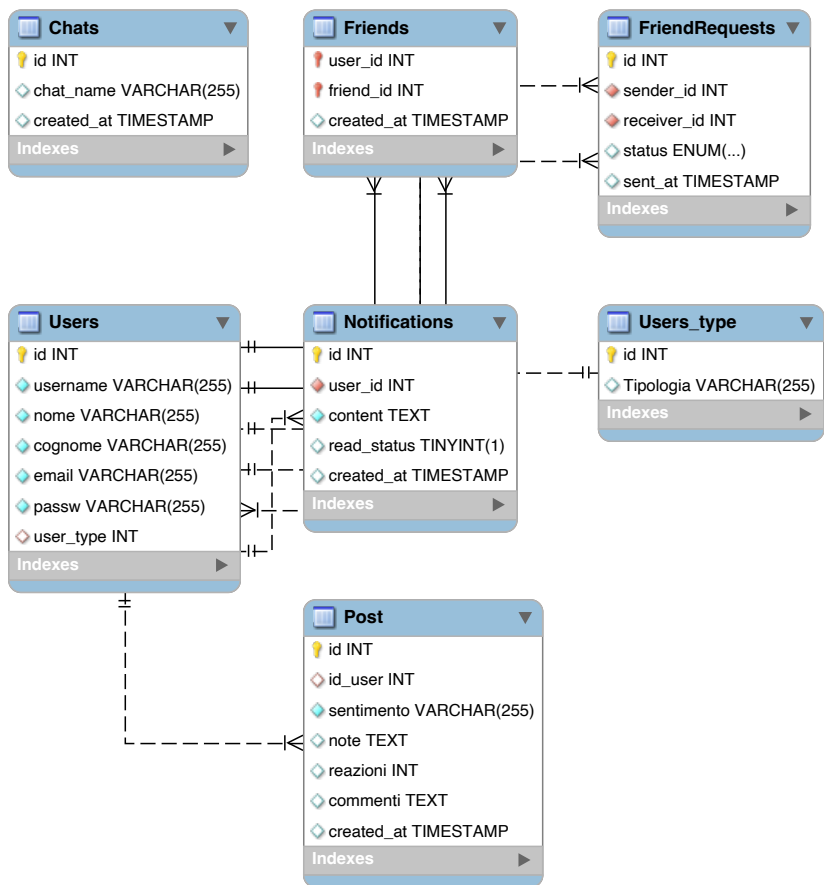 Chats
id INT
chat_name VARCHAR(255)
created_at TIMESTAMP
Indexes
Friends
user_id INT
friend_id INT
created_at TIMESTAMP
Indexes
FriendRequests
id INT
sender_id INT
receiver_id INT
status ENUM(...)
sent_at TIMESTAMP
Indexes
Users
id INT
username VARCHAR(255)
nome VARCHAR(255)
cognome VARCHAR(255)
email VARCHAR(255)
passw VARCHAR(255)
user_type INT
Indexes
Notifications
id INT
user_id INT
content TEXT
read_status TINYINT(1)
created_at TIMESTAMP
Indexes
Users_type
id INT
Tipologia VARCHAR(255)
Indexes
Post
id INT
id_user INT
sentimento VARCHAR(255)
note TEXT
reazioni INT
commenti TEXT
created_at TIMESTAMP
Indexes